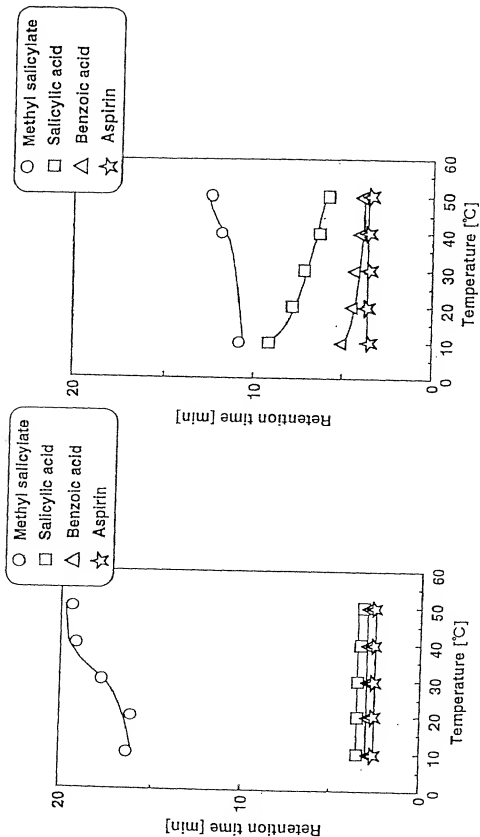 ○ Methyl salicylate
□ Salicylic acid
△ Benzoic acid
☆ Aspirin
20
10
0
Retention time [min]
0 10 20 30 40 50 60
Temperature [℃]
○ Methyl salicylate
□ Salicylic acid
△ Benzoic acid
☆ Aspirin
20
10
0
Retention time [min]
0 10 20 30 40 50 60
Temperature [℃]